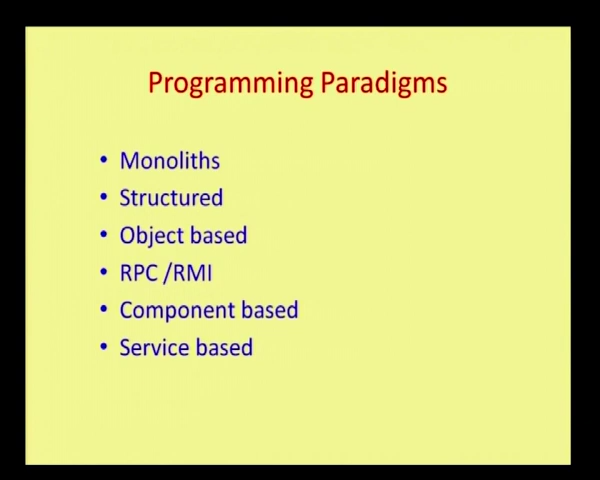 Programming Paradigms
• Monoliths
• Structured
• Object based
• RPC /RMI
• Component based
• Service based